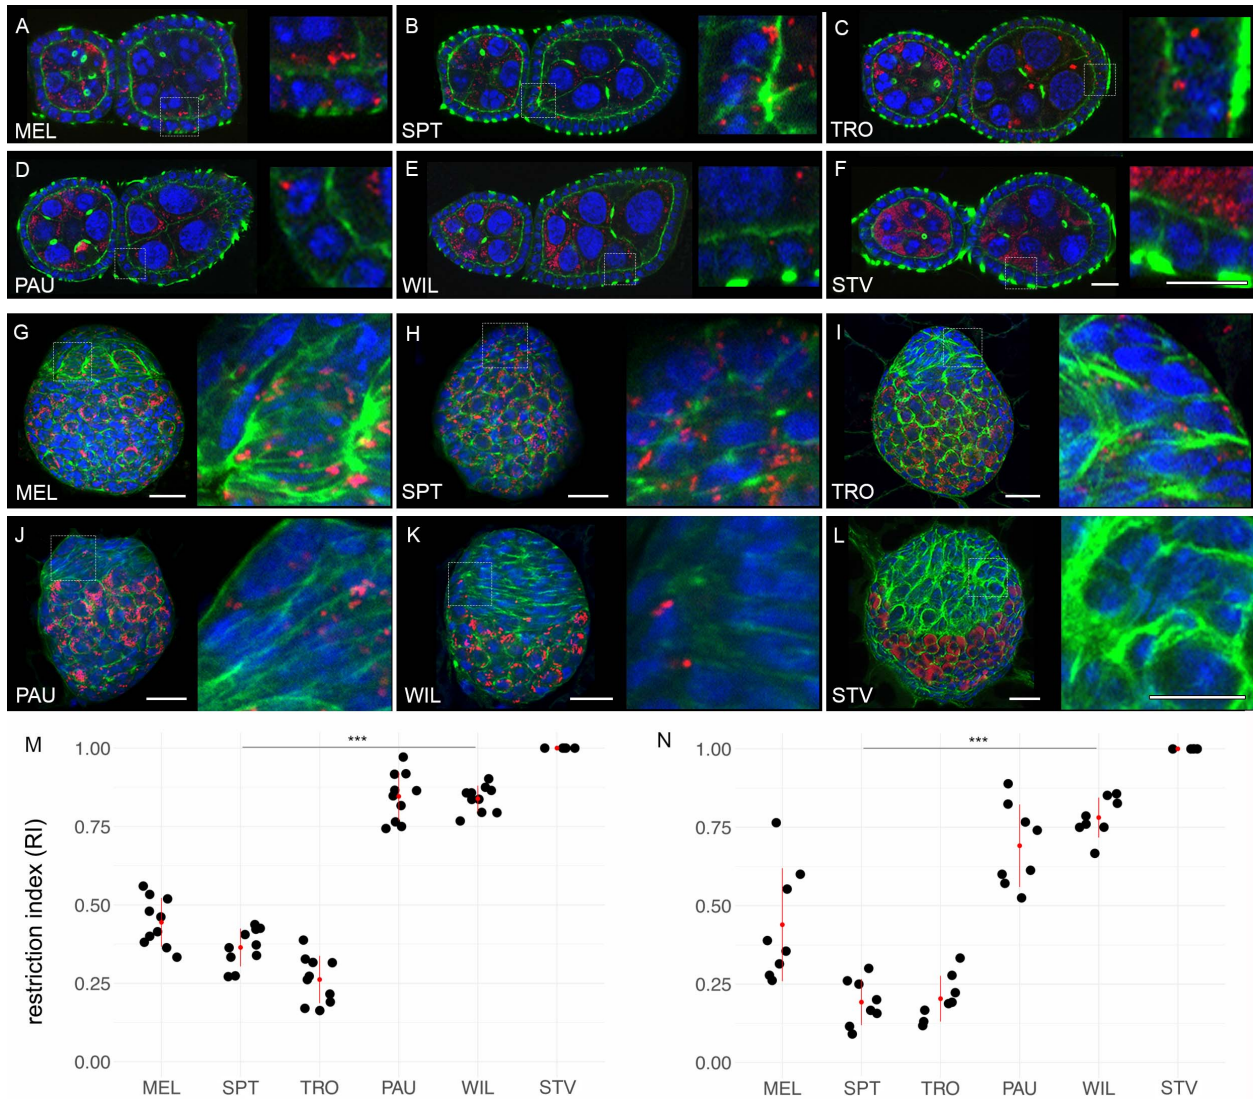 A
MEL
B
SPT
C
TRO
D
PAU
E
WIL
F
STV
G
MEL
H
SPT
I
TRO
J
PAU
K
WIL
L
STV
M
***
restriction index (RI)
1.00
0.75
0.50
0.25
0.00
MEL SPT TRO PAU WIL STV
N
***
1.00
0.75
0.50
0.25
0.00
MEL SPT TRO PAU WIL STV